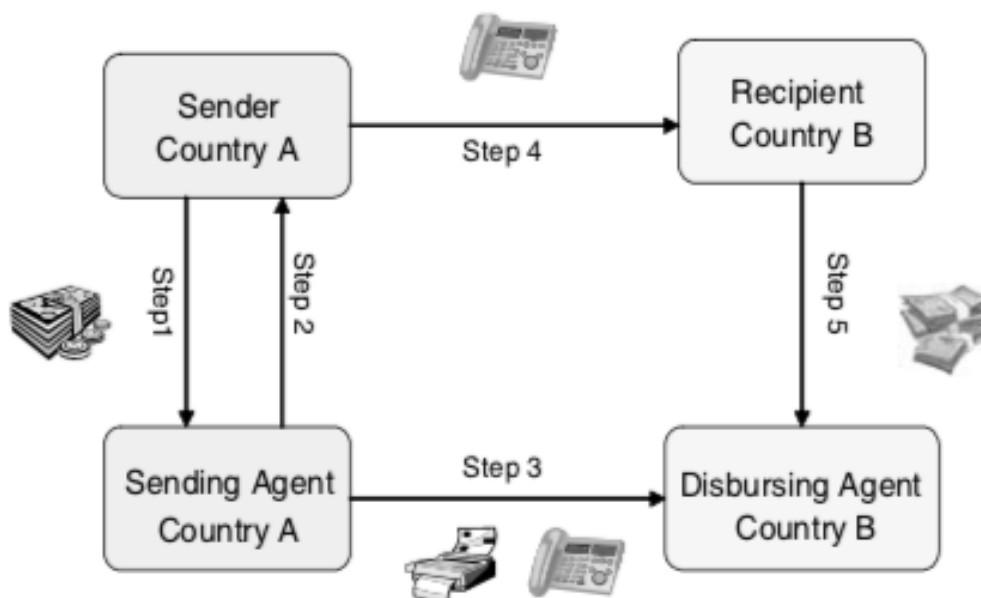 Sender
Country A
Recipient
Country B
Step 4
Step1
Step 2
Step 5
Sending Agent
Country A
Step 3
Disbursing Agent
Country B